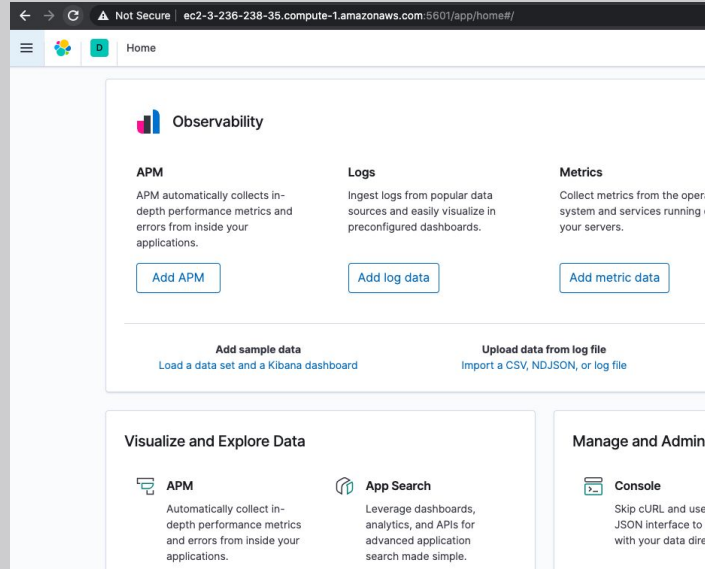 Not Secure | ec2-3-236-238-35.compute-1.amazonaws.com:5601/app/home#/
D Home
Observability
APM
APM automatically collects in-
depth performance metrics and
errors from inside your
applications.
Add APM
Logs
Ingest logs from popular data
sources and easily visualize in
preconfigured dashboards.
Add log data
Metrics
Collect metrics from the opera
system and services running
your servers.
Add metric data
Add sample data
Load a data set and a Kibana dashboard
Upload data from log file
Import a CSV, NDJSON, or log file
Visualize and Explore Data
APM
Automatically collect in-
depth performance metrics
and errors from inside your
applications.
App Search
Leverage dashboards,
analytics, and APIs for
advanced application
search made simple.
Manage and Admin
Console
Skip cURL and use
JSON interface to
with your data dire